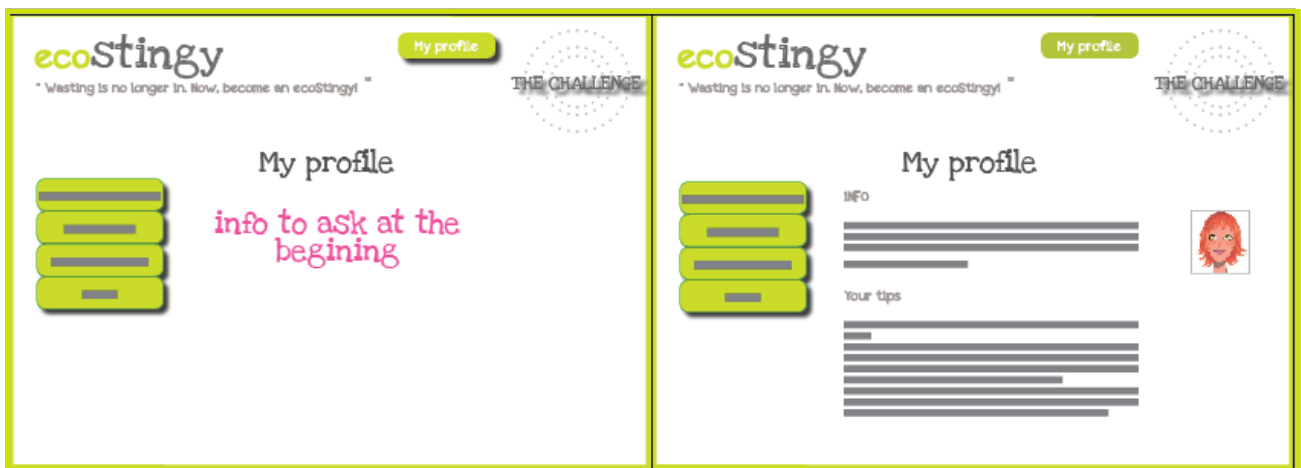 ecostingy
My profile
" Wasting is no longer in. Now, become an ecoStingy! "
THE CHALLENGE
My profile
info to ask at the
begining
ecostingy
My profile
" Wasting is no longer in. Now, become an ecoStingy! "
THE CHALLENGE
My profile
INFO
Your tips